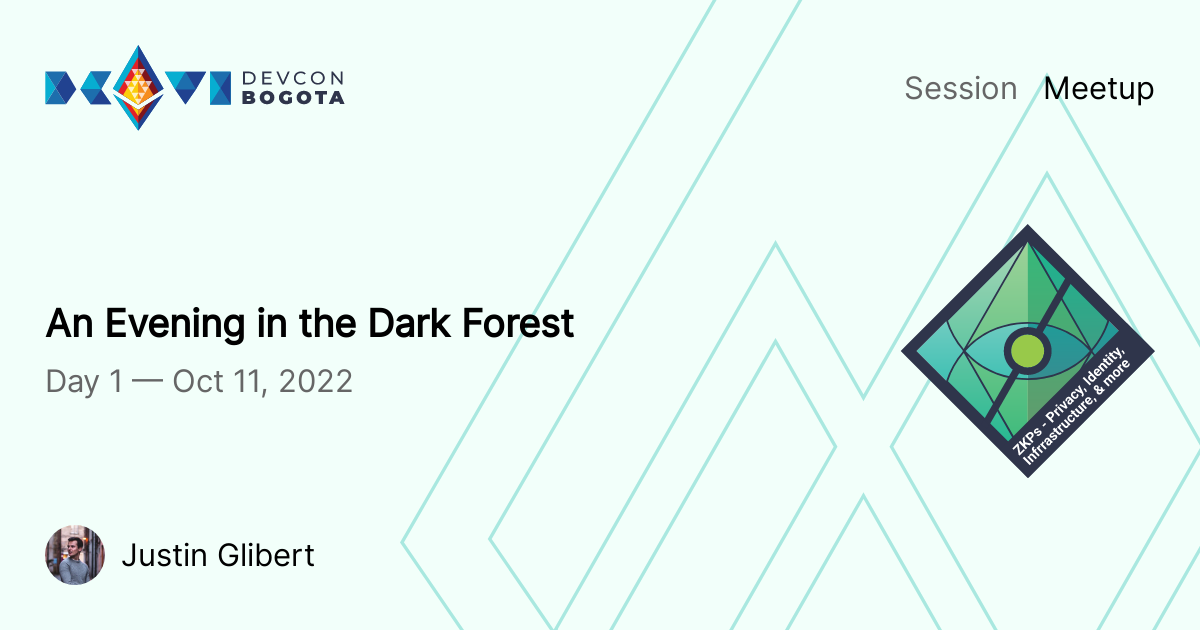 DEVCON
BOGOTA
Session Meetup
An Evening in the Dark Forest
Day 1 — Oct 11, 2022
ZKPs - Privacy, Identity,
Infrrastructure, & more
Justin Glibert